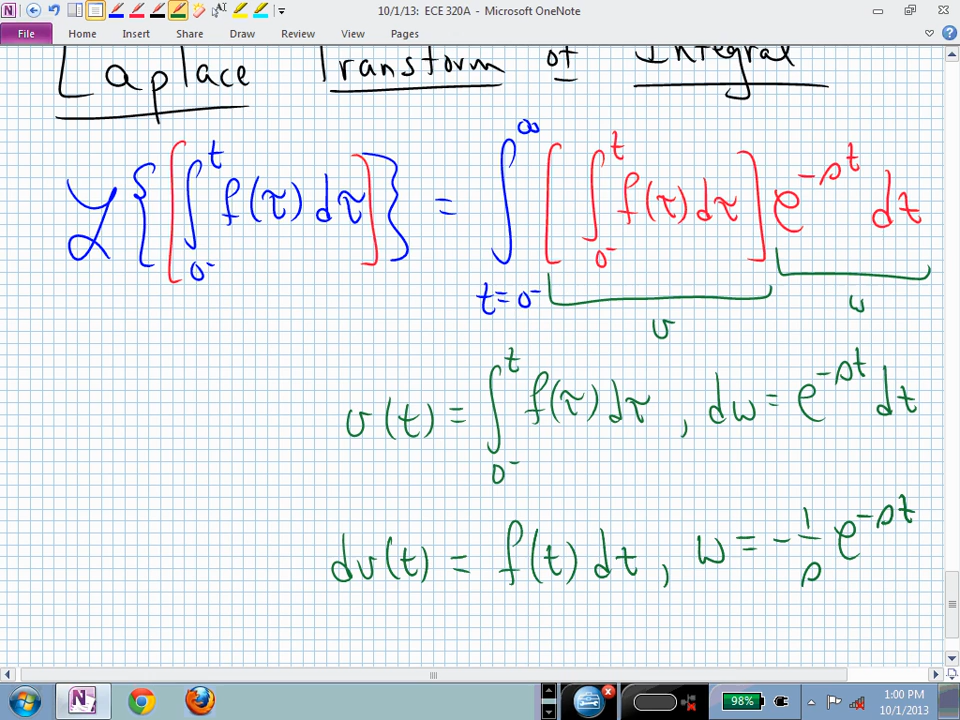 10/1/13: ECE 320A - Microsoft OneNote
File Home Insert Share Draw Review View Pages
Laplace Transform of Integral
ℒ{[∫₀-ᵗ f(τ)dτ]} = ∫ₜ₌₀-^∞ [∫₀-ᵗ f(τ)dτ] e^(-st) dt
v w
v(t) = ∫₀-ᵗ f(τ)dτ , dw = e^(-st) dt
dv(t) = f(t)dt , w = -1/s e^(-st)
98% 1:00 PM
10/1/2013